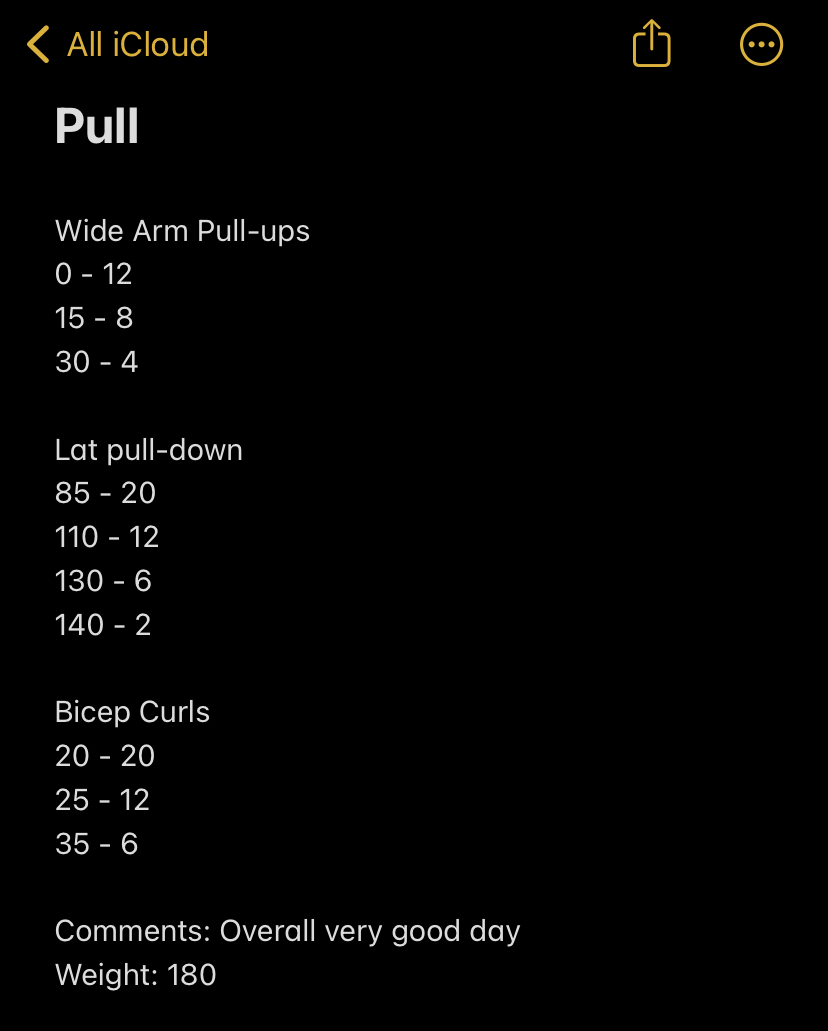 All iCloud
Pull
Wide Arm Pull-ups
0 - 12
15 - 8
30 - 4
Lat pull-down
85 - 20
110 - 12
130 - 6
140 - 2
Bicep Curls
20 - 20
25 - 12
35 - 6
Comments: Overall very good day
Weight: 180